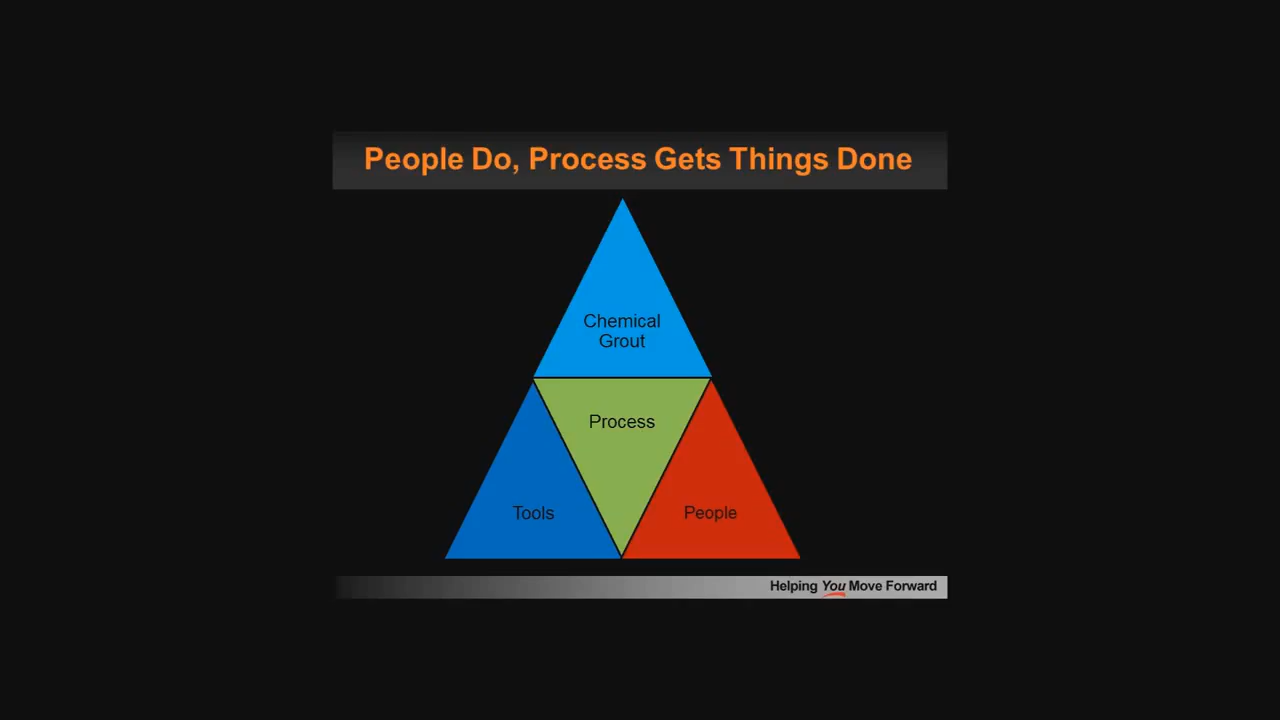 People Do, Process Gets Things Done
Chemical
Grout
Process
Tools
People
Helping You Move Forward